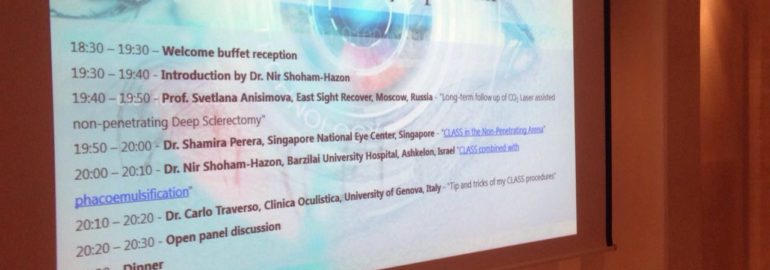 18:30 – 19:30 – Welcome buffet reception
19:30 – 19:40 - Introduction by Dr. Nir Shoham-Hazon
19:40 – 19:50 - Prof. Svetlana Anisimova, East Sight Recover, Moscow, Russia - "Long-term follow up of CO2 Laser assisted
non-penetrating Deep Sclerectomy"
19:50 – 20:00 - Dr. Shamira Perera, Singapore National Eye Center, Singapore - "CLASS in the Non-Penetrating Arena"
20:00 – 20:10 - Dr. Nir Shoham-Hazon, Barzilai University Hospital, Ashkelon, Israel "CLASS combined with
phacoemulsification"
20:10 – 20:20 - Dr. Carlo Traverso, Clinica Oculistica, University of Genova, Italy - "Tip and tricks of my CLASS procedures"
20:20 – 20:30 - Open panel discussion
Dinner